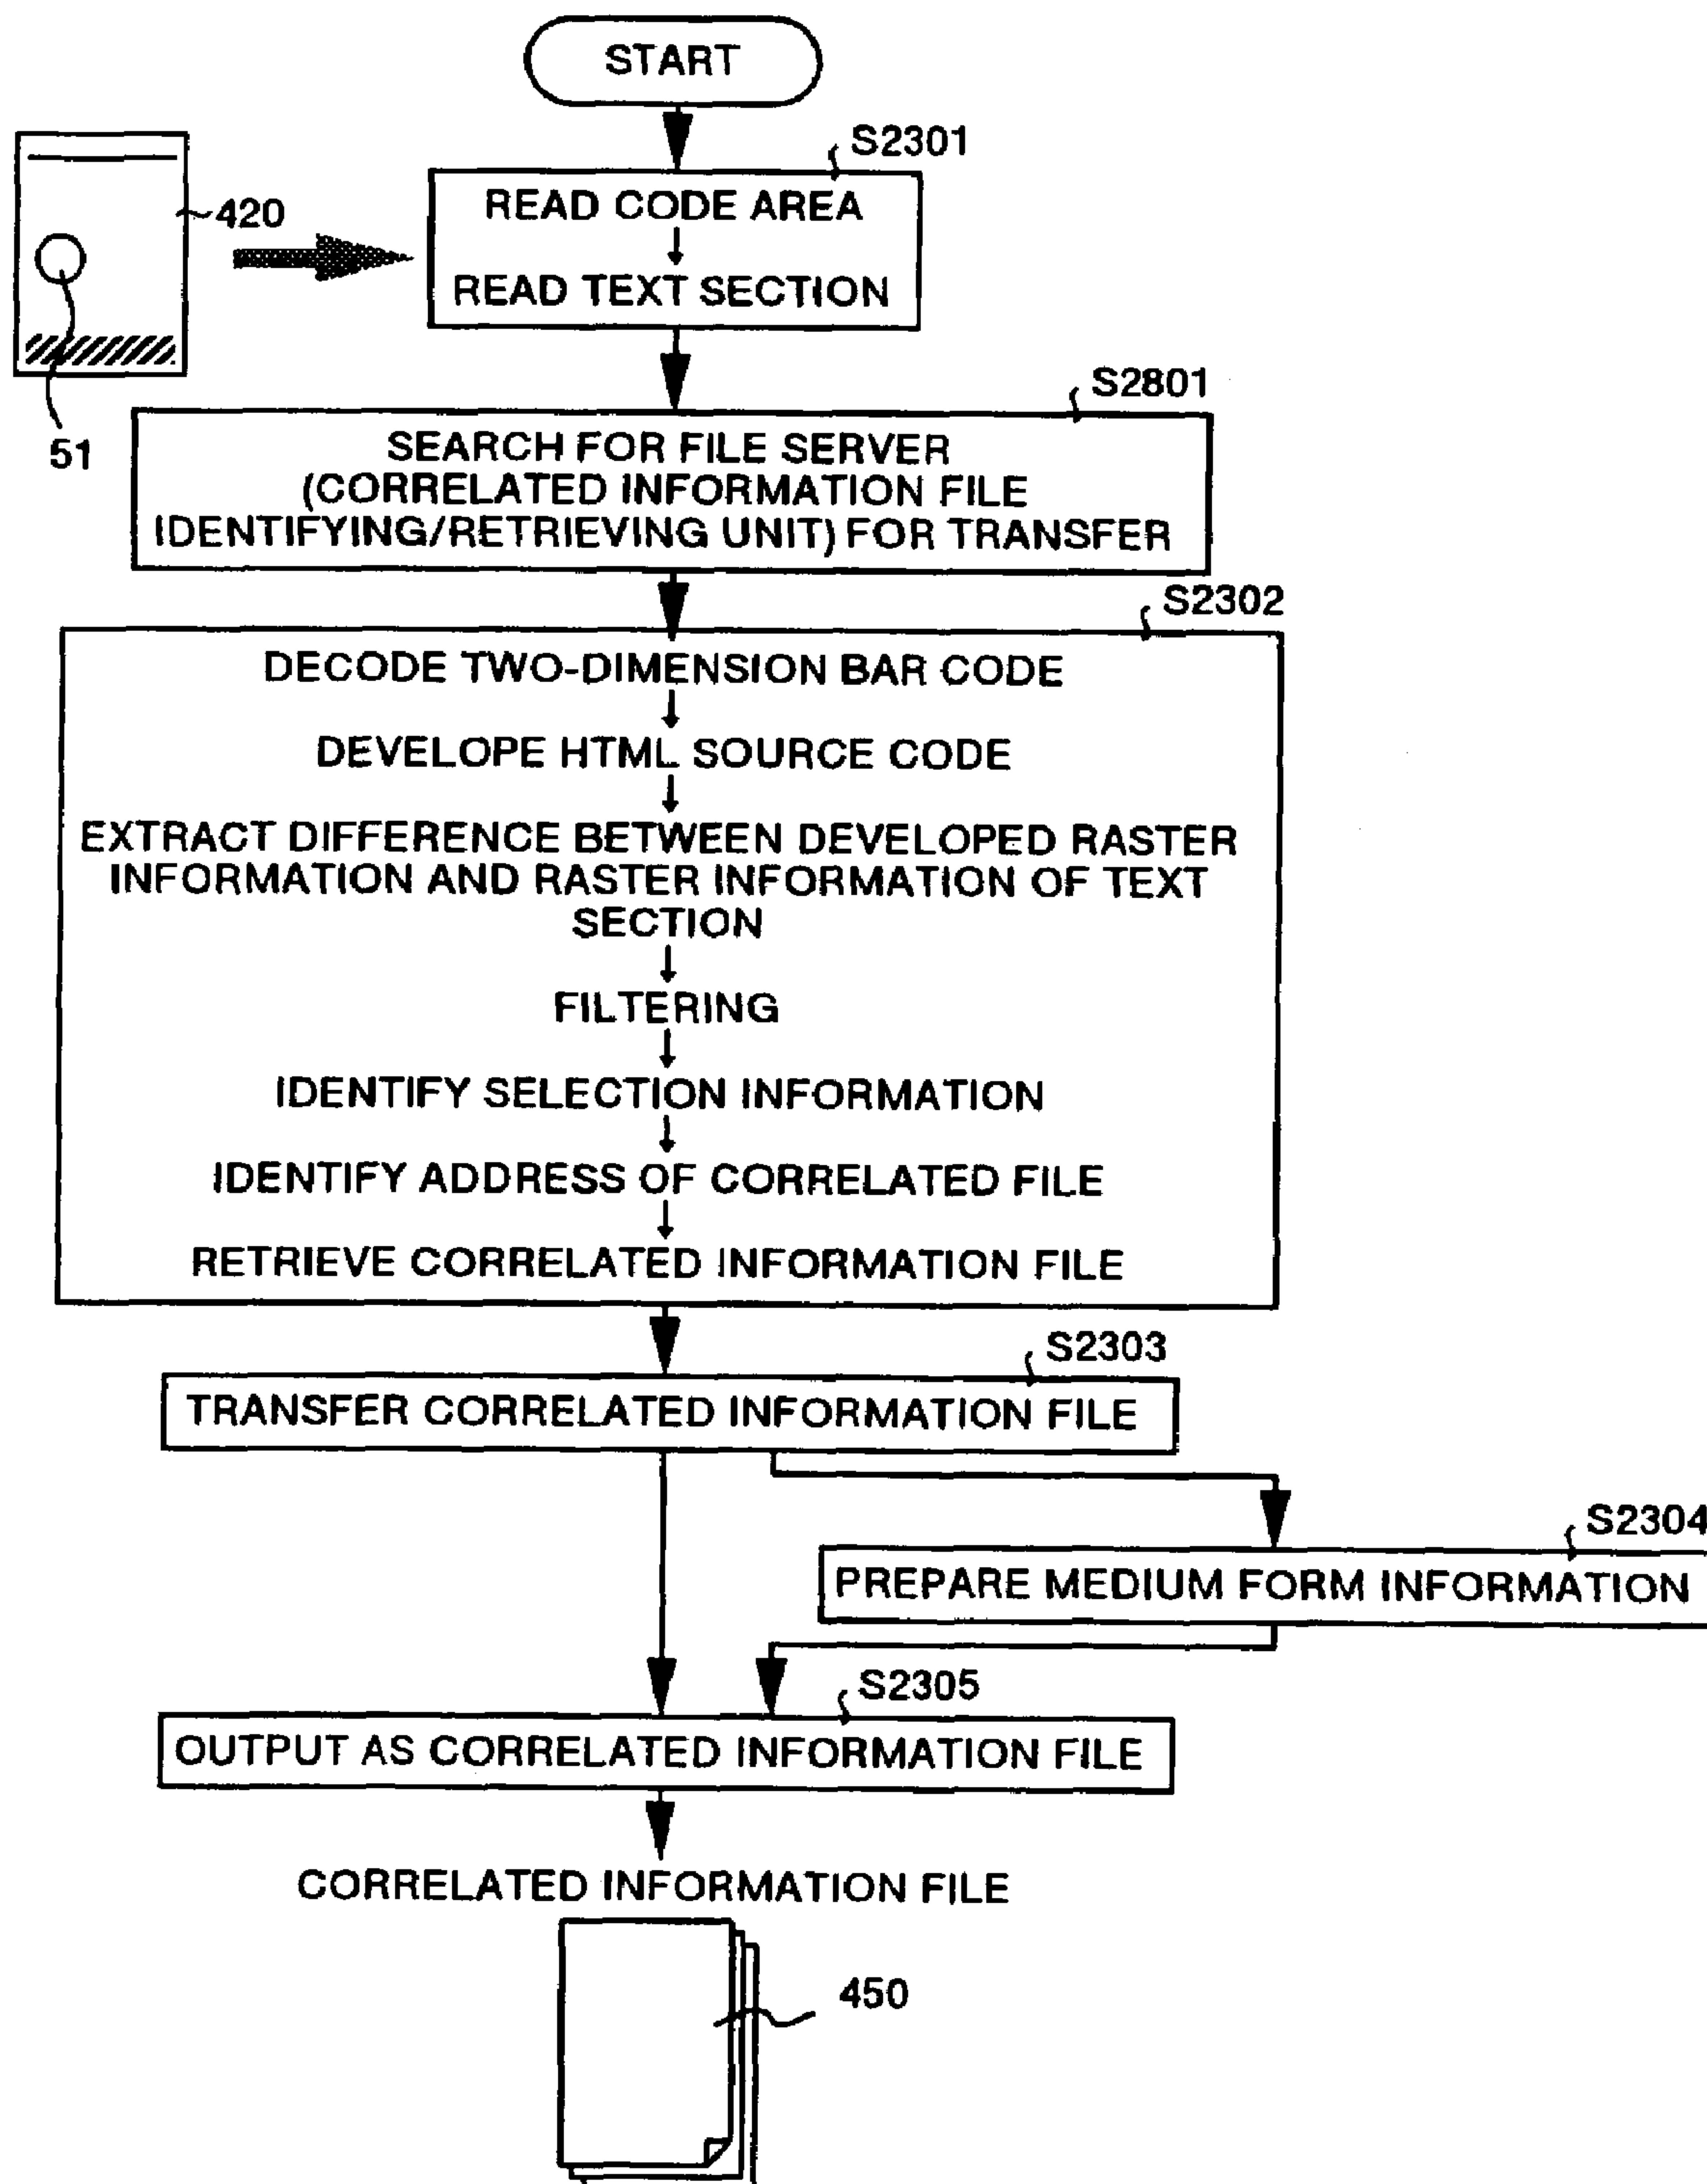 START
S2301
READ CODE AREA
READ TEXT SECTION
420
51
S2801
SEARCH FOR FILE SERVER
(CORRELATED INFORMATION FILE
IDENTIFYING/RETRIEVING UNIT) FOR TRANSFER
S2302
DECODE TWO-DIMENSION BAR CODE
DEVELOPE HTML SOURCE CODE
EXTRACT DIFFERENCE BETWEEN DEVELOPED RASTER
INFORMATION AND RASTER INFORMATION OF TEXT
SECTION
FILTERING
IDENTIFY SELECTION INFORMATION
IDENTIFY ADDRESS OF CORRELATED FILE
RETRIEVE CORRELATED INFORMATION FILE
S2303
TRANSFER CORRELATED INFORMATION FILE
S2304
PREPARE MEDIUM FORM INFORMATION
S2305
OUTPUT AS CORRELATED INFORMATION FILE
CORRELATED INFORMATION FILE
450